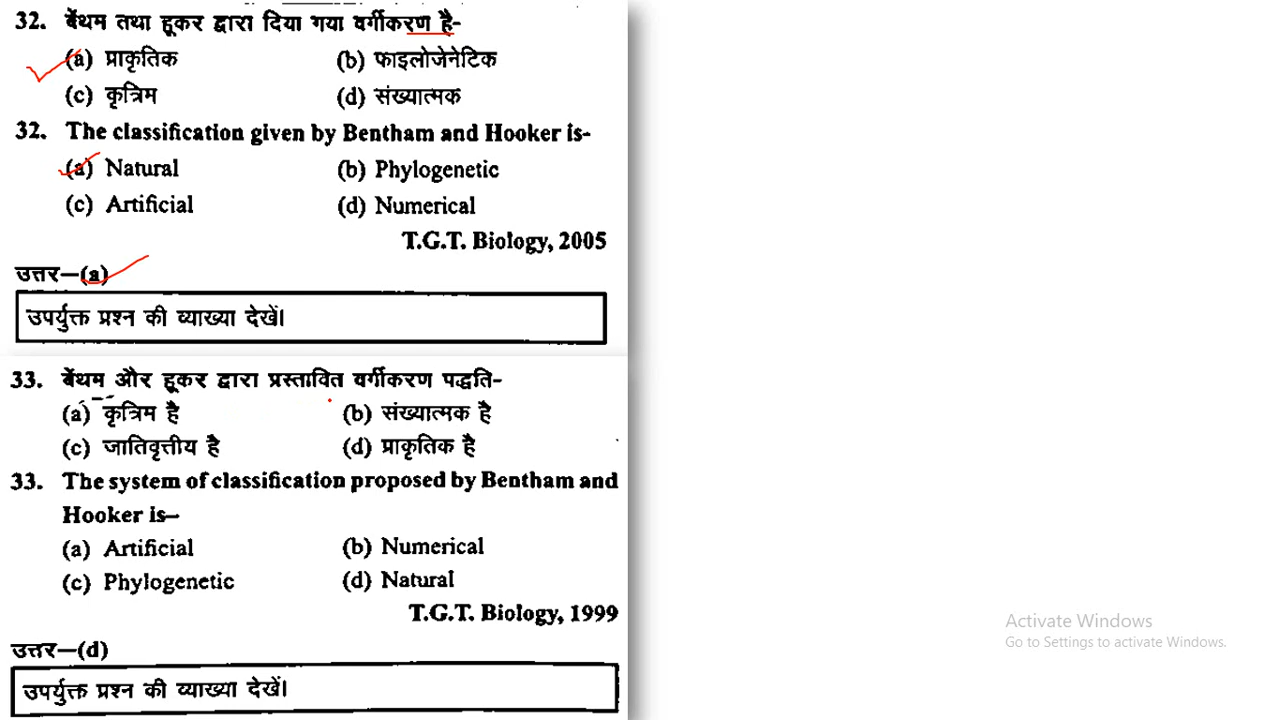 32. बेंथम तथा हूकर द्वारा दिया गया वर्गीकरण है-
(a) प्राकृतिक (b) फाइलोजेनेटिक
(c) कृत्रिम (d) संख्यात्मक
32. The classification given by Bentham and Hooker is-
(a) Natural (b) Phylogenetic
(c) Artificial (d) Numerical
T.G.T. Biology, 2005
उत्तर—(a)
उपर्युक्त प्रश्न की व्याख्या देखें।
33. बेंथम और हूकर द्वारा प्रस्तावित वर्गीकरण पद्धति-
(a) कृत्रिम है (b) संख्यात्मक है
(c) जातिवृत्तीय है (d) प्राकृतिक है
33. The system of classification proposed by Bentham and
Hooker is—
(a) Artificial (b) Numerical
(c) Phylogenetic (d) Natural
T.G.T. Biology, 1999
उत्तर—(d)
उपर्युक्त प्रश्न की व्याख्या देखें।
Activate Windows
Go to Settings to activate Windows.